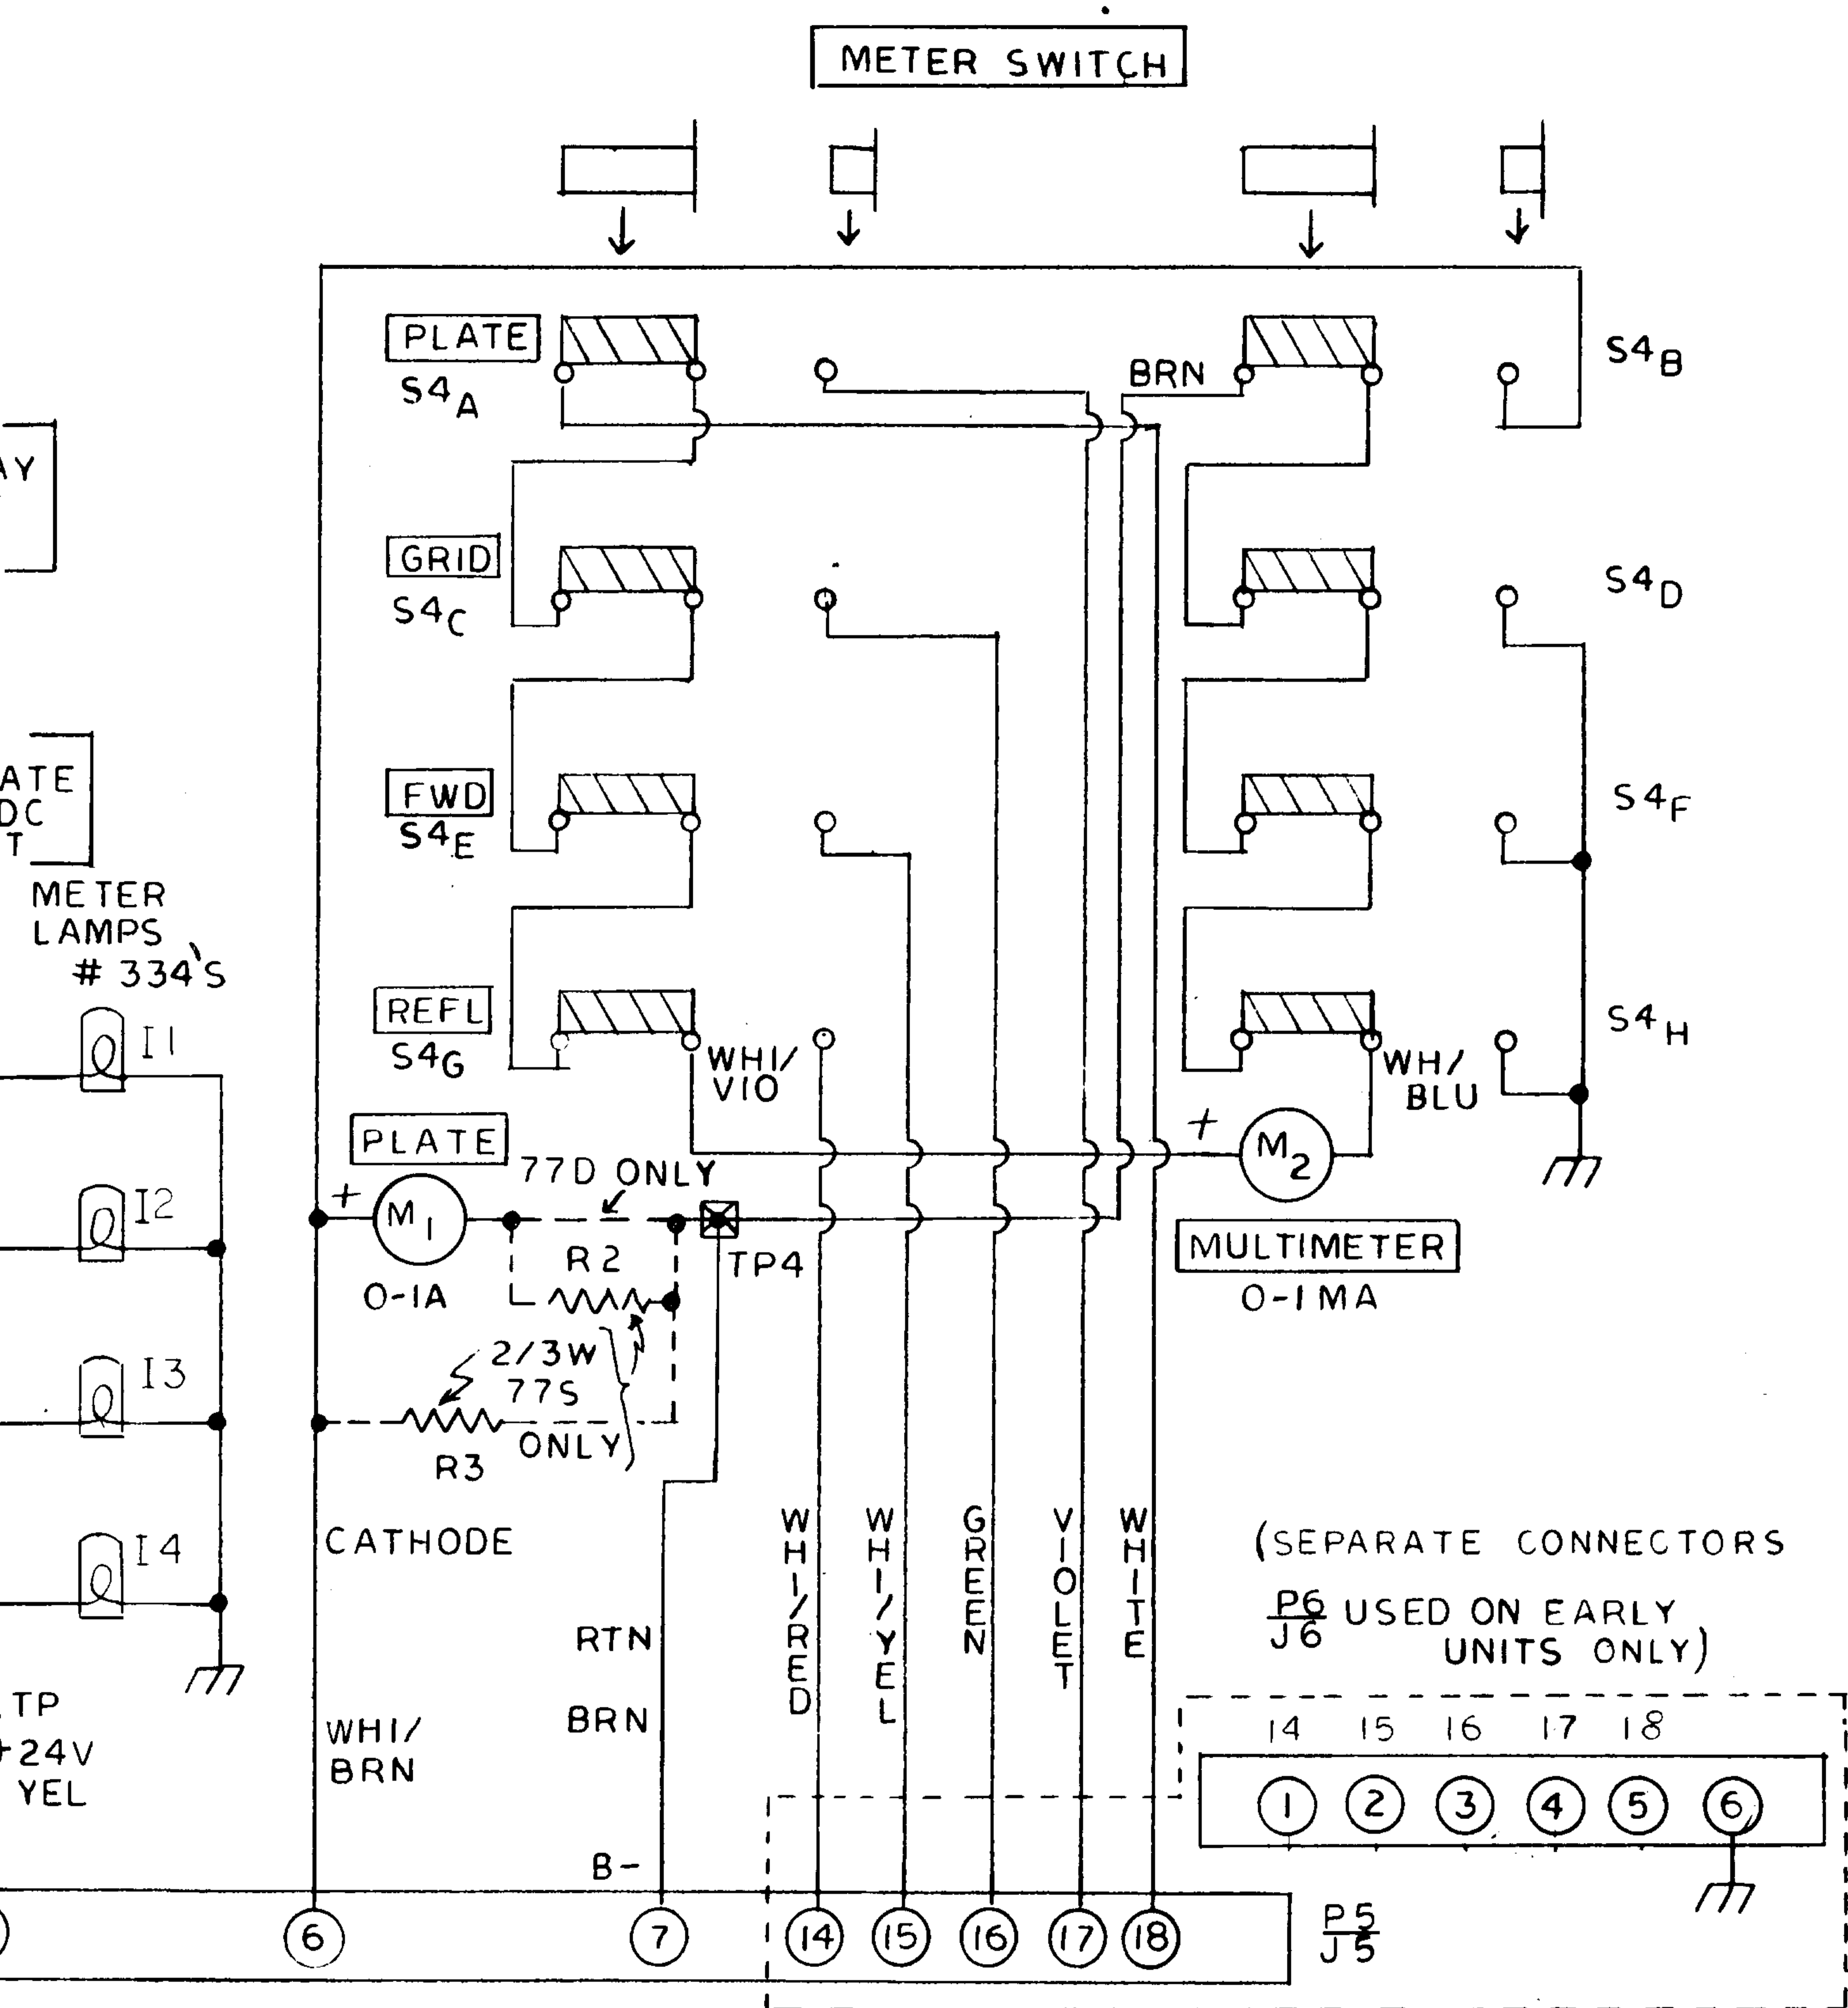 METER SWITCH
PLATE
S4A
BRN
S4B
AY
GRID
S4C
S4D
ATE
DC
T
FWD
S4E
S4F
METER
LAMPS
# 334'S
I1
REFL
S4G
WHI/
VIO
WH/
BLU
S4H
PLATE
77D ONLY
+
M1
+
M2
I2
R2
TP4
MULTIMETER
0-1A
0-1MA
2/3W
77S
ONLY
I3
R3
CATHODE
I4
WHI/RED
WHI/YEL
GREEN
VIOLET
WHITE
(SEPARATE CONNECTORS
P6
J6 USED ON EARLY
UNITS ONLY)
RTN
BRN
TP
+24V
YEL
WHI/
BRN
14 15 16 17 18
1 2 3 4 5 6
B-
6 7 14 15 16 17 18
P5
J5